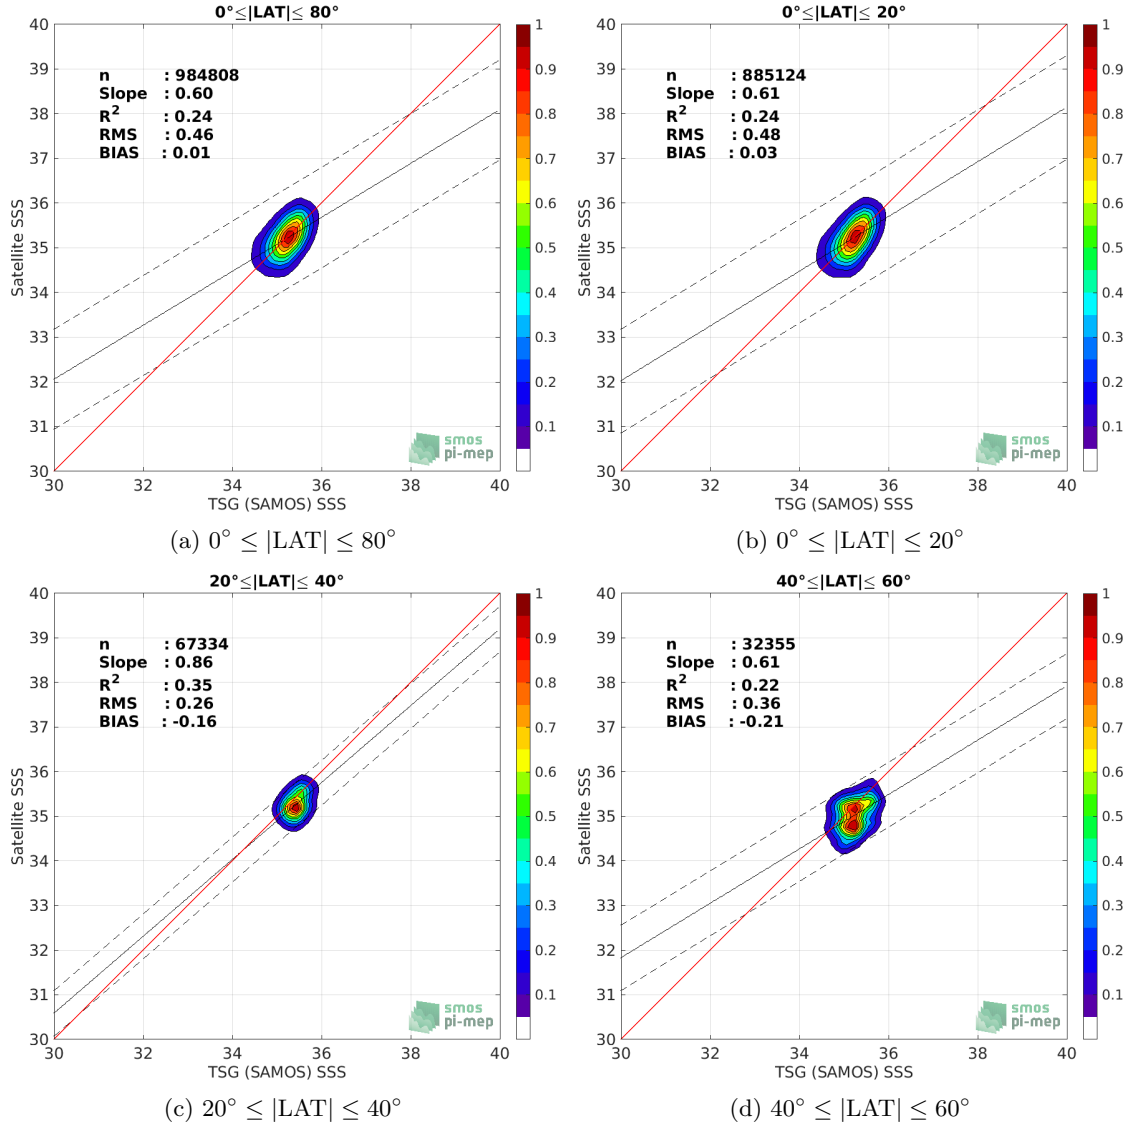 0°≤|LAT|≤ 80°
n : 984808
Slope : 0.60
R² : 0.24
RMS : 0.46
BIAS : 0.01
Satellite SSS
40
39
38
37
36
35
34
33
32
31
30
30 32 34 36 38 40
TSG (SAMOS) SSS
1
0.9
0.8
0.7
0.6
0.5
0.4
0.3
0.2
0.1
smos
pi-mep
(a) 0° ≤ |LAT| ≤ 80°
0°≤|LAT|≤ 20°
n : 885124
Slope : 0.61
R² : 0.24
RMS : 0.48
BIAS : 0.03
Satellite SSS
40
39
38
37
36
35
34
33
32
31
30
30 32 34 36 38 40
TSG (SAMOS) SSS
1
0.9
0.8
0.7
0.6
0.5
0.4
0.3
0.2
0.1
smos
pi-mep
(b) 0° ≤ |LAT| ≤ 20°
20°≤|LAT|≤ 40°
n : 67334
Slope : 0.86
R² : 0.35
RMS : 0.26
BIAS : -0.16
Satellite SSS
40
39
38
37
36
35
34
33
32
31
30
30 32 34 36 38 40
TSG (SAMOS) SSS
1
0.9
0.8
0.7
0.6
0.5
0.4
0.3
0.2
0.1
smos
pi-mep
(c) 20° ≤ |LAT| ≤ 40°
40°≤|LAT|≤ 60°
n : 32355
Slope : 0.61
R² : 0.22
RMS : 0.36
BIAS : -0.21
Satellite SSS
40
39
38
37
36
35
34
33
32
31
30
30 32 34 36 38 40
TSG (SAMOS) SSS
1
0.9
0.8
0.7
0.6
0.5
0.4
0.3
0.2
0.1
smos
pi-mep
(d) 40° ≤ |LAT| ≤ 60°